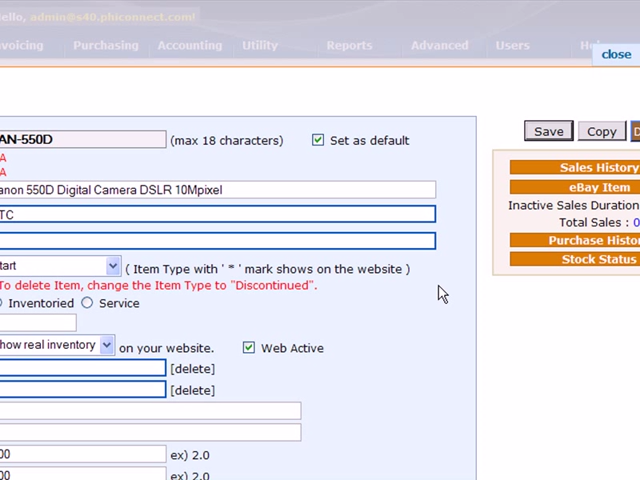 ello, admin@s40.phiconnect.com!
voicing Purchasing Accounting Utility Reports Advanced Users
close
AN-550D (max 18 characters) Set as default Save Copy D
A
A
Sales History
anon 550D Digital Camera DSLR 10Mpixel
eBay Item
Inactive Sales Duration
TC
Total Sales : 0
Purchase Histor
Stock Status
tart ( Item Type with ' * ' mark shows on the website )
To delete Item, change the Item Type to "Discontinued".
Inventoried Service
how real inventory on your website. Web Active
[delete]
[delete]
00 ex) 2.0
00 ex) 2.0